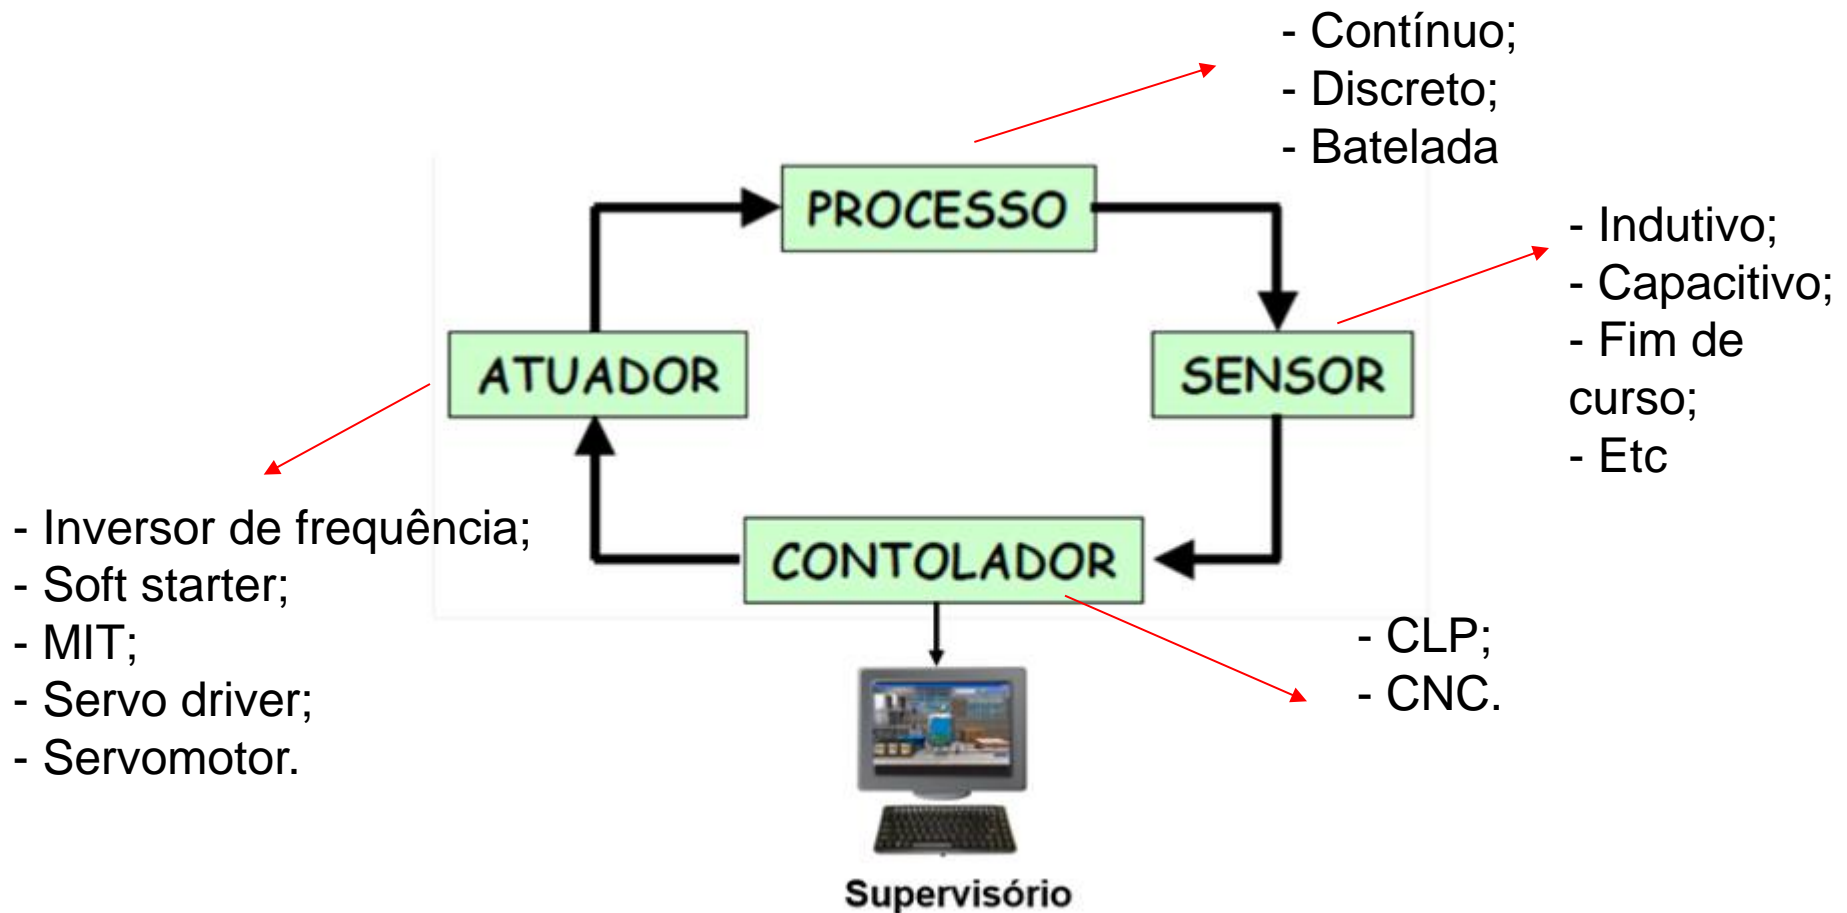 - Contínuo;
- Discreto;
- Batelada
PROCESSO
- Indutivo;
- Capacitivo;
- Fim de
curso;
- Etc
ATUADOR
SENSOR
- Inversor de frequência;
- Soft starter;
- MIT;
- Servo driver;
- Servomotor.
CONTOLADOR
- CLP;
- CNC.
Supervisório